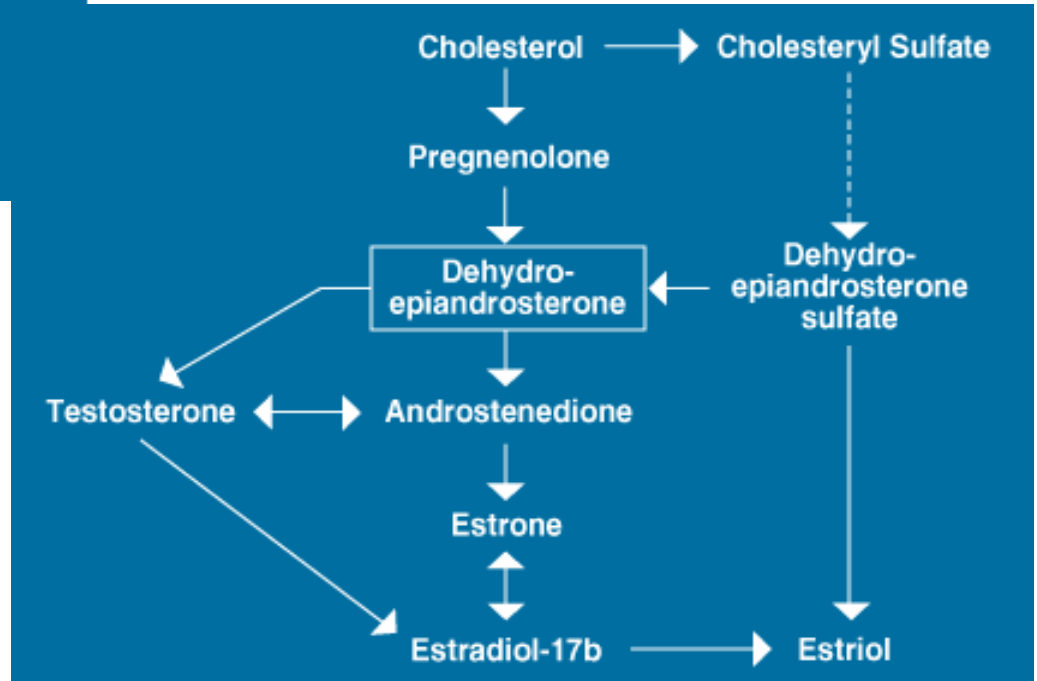 Cholesterol
Cholesteryl Sulfate
Pregnenolone
Dehydro-
epiandrosterone
Dehydro-
epiandrosterone
sulfate
Testosterone
Androstenedione
Estrone
Estradiol-17b
Estriol